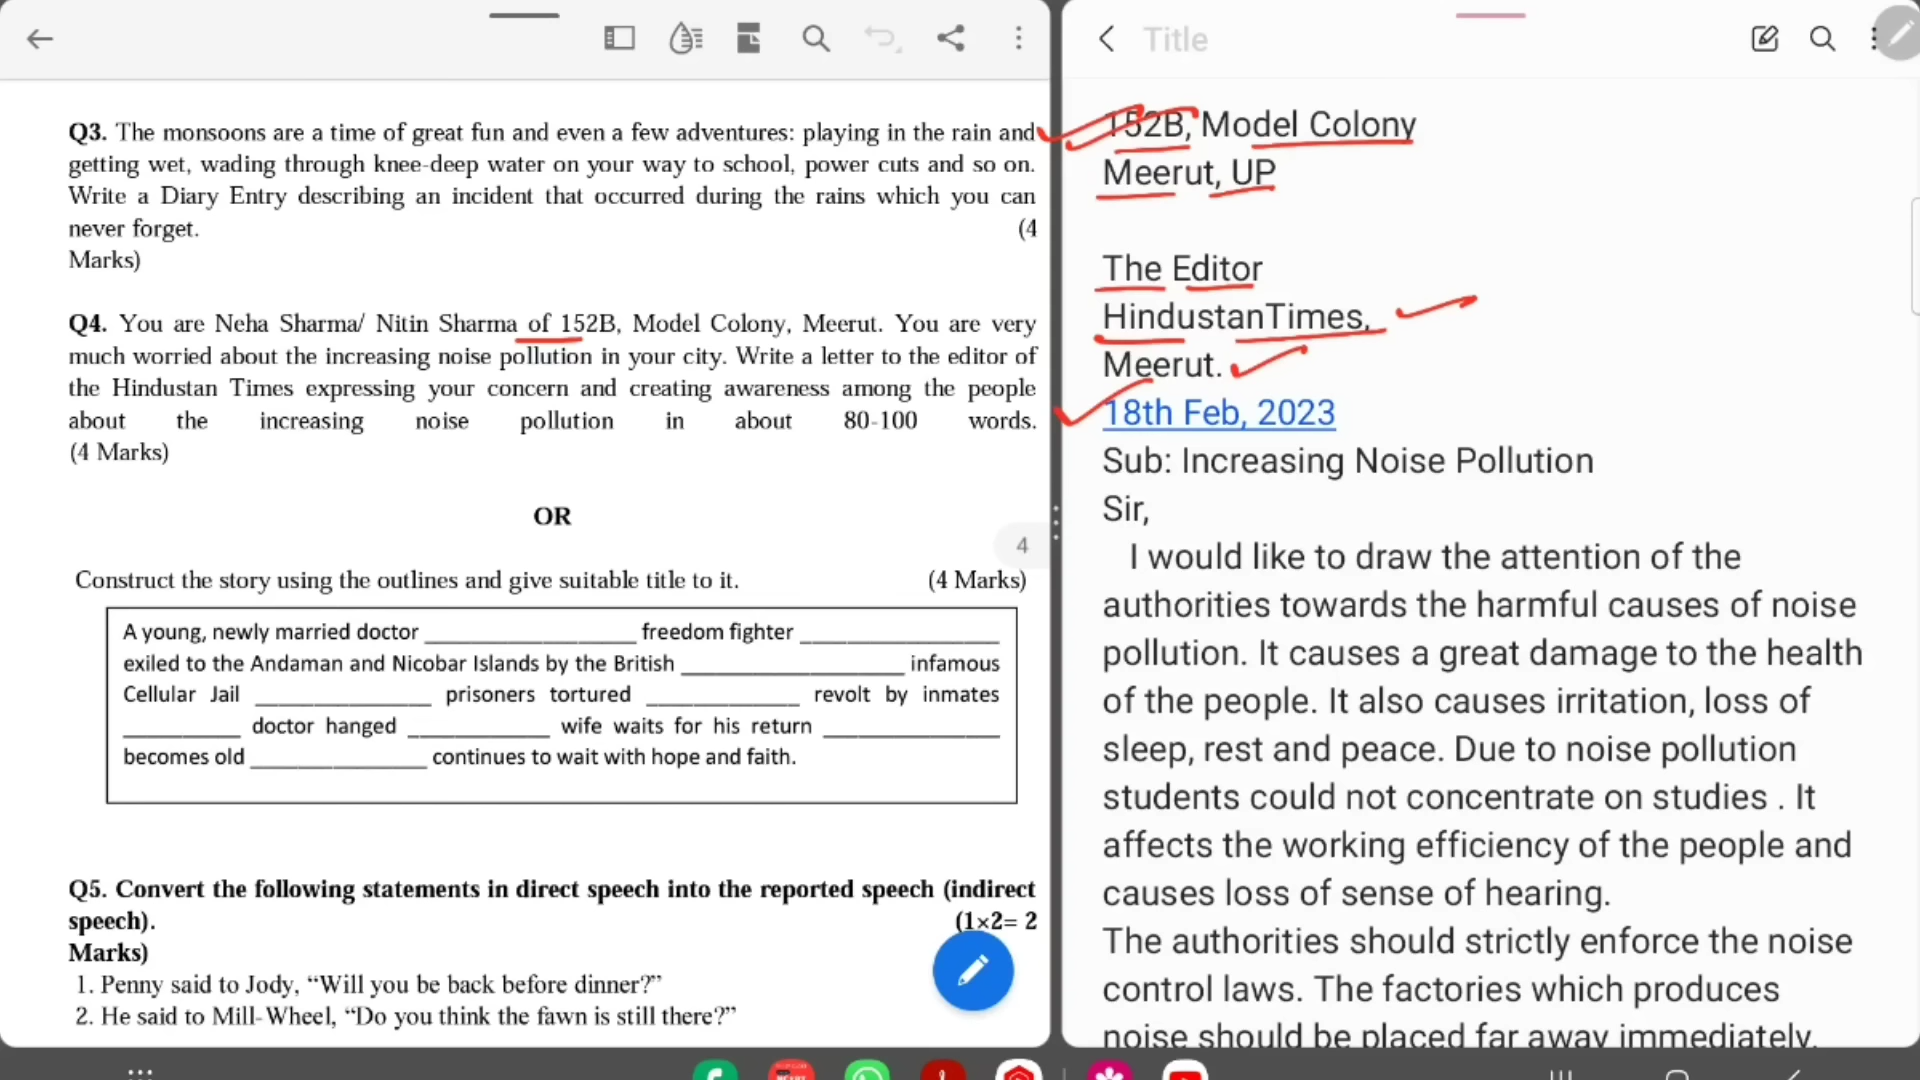 Q3. The monsoons are a time of great fun and even a few adventures: playing in the rain and
getting wet, wading through knee-deep water on your way to school, power cuts and so on.
Write a Diary Entry describing an incident that occurred during the rains which you can
never forget. (4
Marks)
Q4. You are Neha Sharma/ Nitin Sharma of 152B, Model Colony, Meerut. You are very
much worried about the increasing noise pollution in your city. Write a letter to the editor of
the Hindustan Times expressing your concern and creating awareness among the people
about the increasing noise pollution in about 80-100 words.
(4 Marks)
OR
4
Construct the story using the outlines and give suitable title to it. (4 Marks)
A young, newly married doctor ____________ freedom fighter ____________
exiled to the Andaman and Nicobar Islands by the British ____________ infamous
Cellular Jail ____________ prisoners tortured ____________ revolt by inmates
____________ doctor hanged ____________ wife waits for his return ____________
becomes old ____________ continues to wait with hope and faith.
Q5. Convert the following statements in direct speech into the reported speech (indirect
speech). (1×2= 2
Marks)
1. Penny said to Jody, “Will you be back before dinner?”
2. He said to Mill-Wheel, “Do you think the fawn is still there?”
Title
152B, Model Colony
Meerut, UP
The Editor
HindustanTimes,
Meerut.
18th Feb, 2023
Sub: Increasing Noise Pollution
Sir,
I would like to draw the attention of the
authorities towards the harmful causes of noise
pollution. It causes a great damage to the health
of the people. It also causes irritation, loss of
sleep, rest and peace. Due to noise pollution
students could not concentrate on studies . It
affects the working efficiency of the people and
causes loss of sense of hearing.
The authorities should strictly enforce the noise
control laws. The factories which produces
noise should be placed far away immediately.